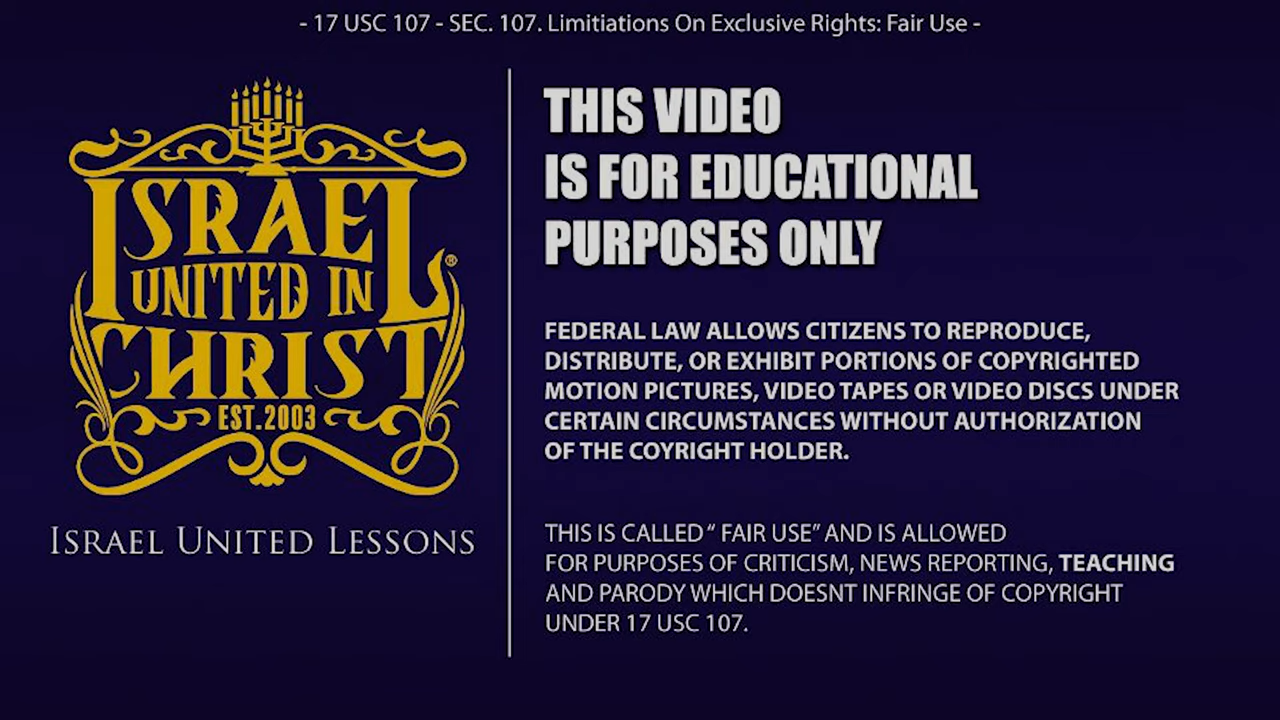 - 17 USC 107 - SEC. 107. Limitiations On Exclusive Rights: Fair Use -
ISRAEL
UNITED IN
CHRIST
®
EST.2003
ISRAEL UNITED LESSONS
THIS VIDEO
IS FOR EDUCATIONAL
PURPOSES ONLY
FEDERAL LAW ALLOWS CITIZENS TO REPRODUCE,
DISTRIBUTE, OR EXHIBIT PORTIONS OF COPYRIGHTED
MOTION PICTURES, VIDEO TAPES OR VIDEO DISCS UNDER
CERTAIN CIRCUMSTANCES WITHOUT AUTHORIZATION
OF THE COYRIGHT HOLDER.
THIS IS CALLED “ FAIR USE” AND IS ALLOWED
FOR PURPOSES OF CRITICISM, NEWS REPORTING, TEACHING
AND PARODY WHICH DOESNT INFRINGE OF COPYRIGHT
UNDER 17 USC 107.